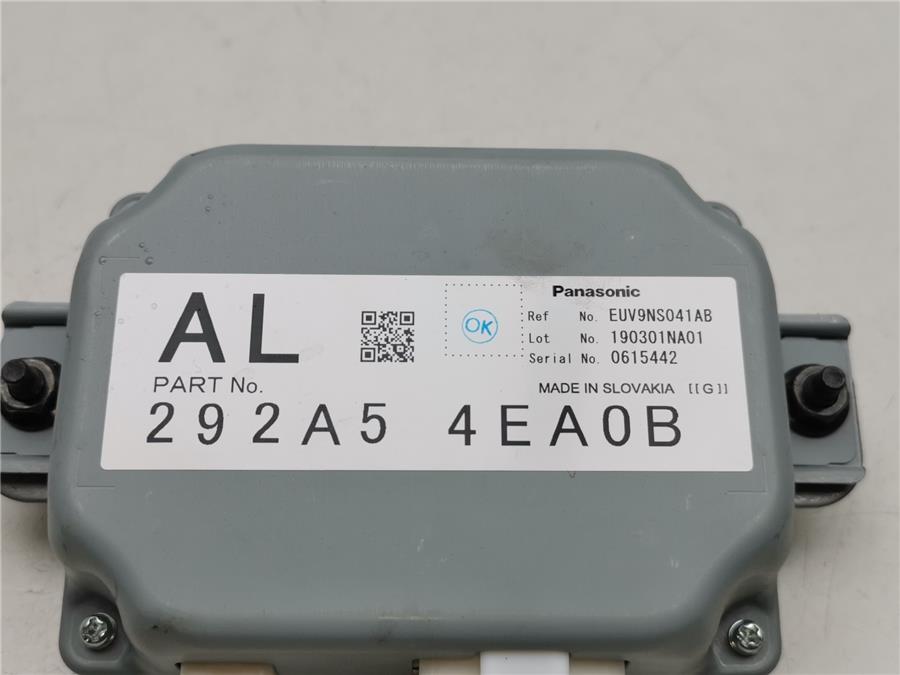 AL
OK
Panasonic
Ref No. EUV9NS041AB
Lot No. 190301NA01
Serial No. 0615442
PART No.
MADE IN SLOVAKIA [[G]]
292A5 4EA0B